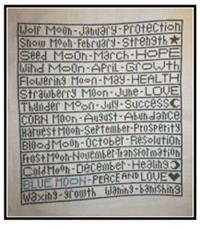 Wolf Moon - January - Protection
Snow Moon - February - Strength
Seed Moon - March - HOPE
Wind Moon - April - Growth
Flowering Moon - May - HEALTH
Strawberry Moon - June - LOVE
Thunder Moon - July - Success
CORN Moon - August - Abundance
Harvest Moon - September - Prosperity
Blood Moon - October - Resolution
Frost Moon - November - Transformation
Cold Moon - December - Healing
BLUE MOON - PEACE AND LOVE
Waxing - growth Waning - banishing